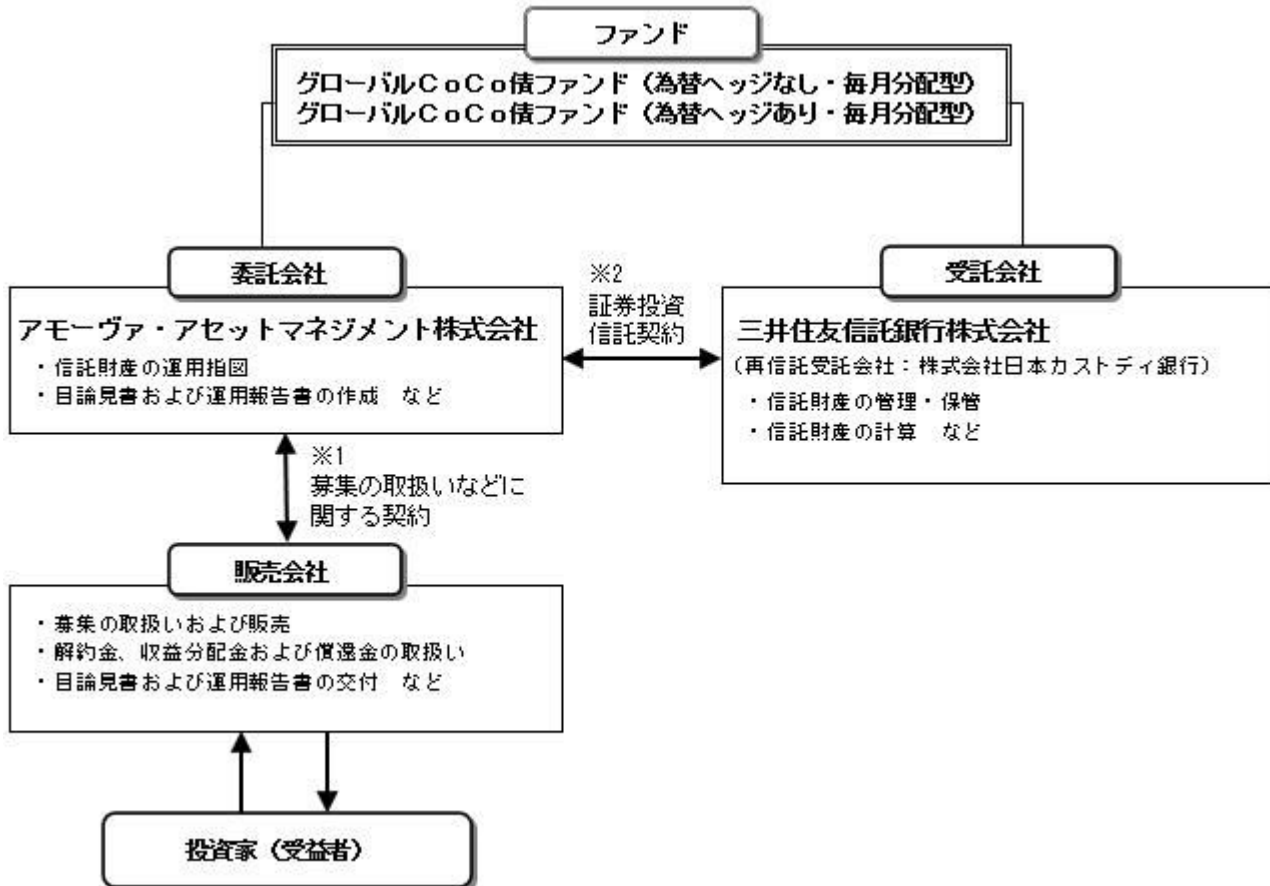 ファンド
グローバルCoCo債ファンド（為替ヘッジなし・毎月分配型）
グローバルCoCo債ファンド（為替ヘッジあり・毎月分配型）
委託会社
アモーヴァ・アセットマネジメント株式会社
・信託財産の運用指図
・目論見書および運用報告書の作成　など
※2
証券投資
信託契約
受託会社
三井住友信託銀行株式会社
（再信託受託会社：株式会社日本カストディ銀行）
・信託財産の管理・保管
・信託財産の計算　など
※1
募集の取扱いなどに
関する契約
販売会社
・募集の取扱いおよび販売
・解約金、収益分配金および償還金の取扱い
・目論見書および運用報告書の交付　など
投資家（受益者）